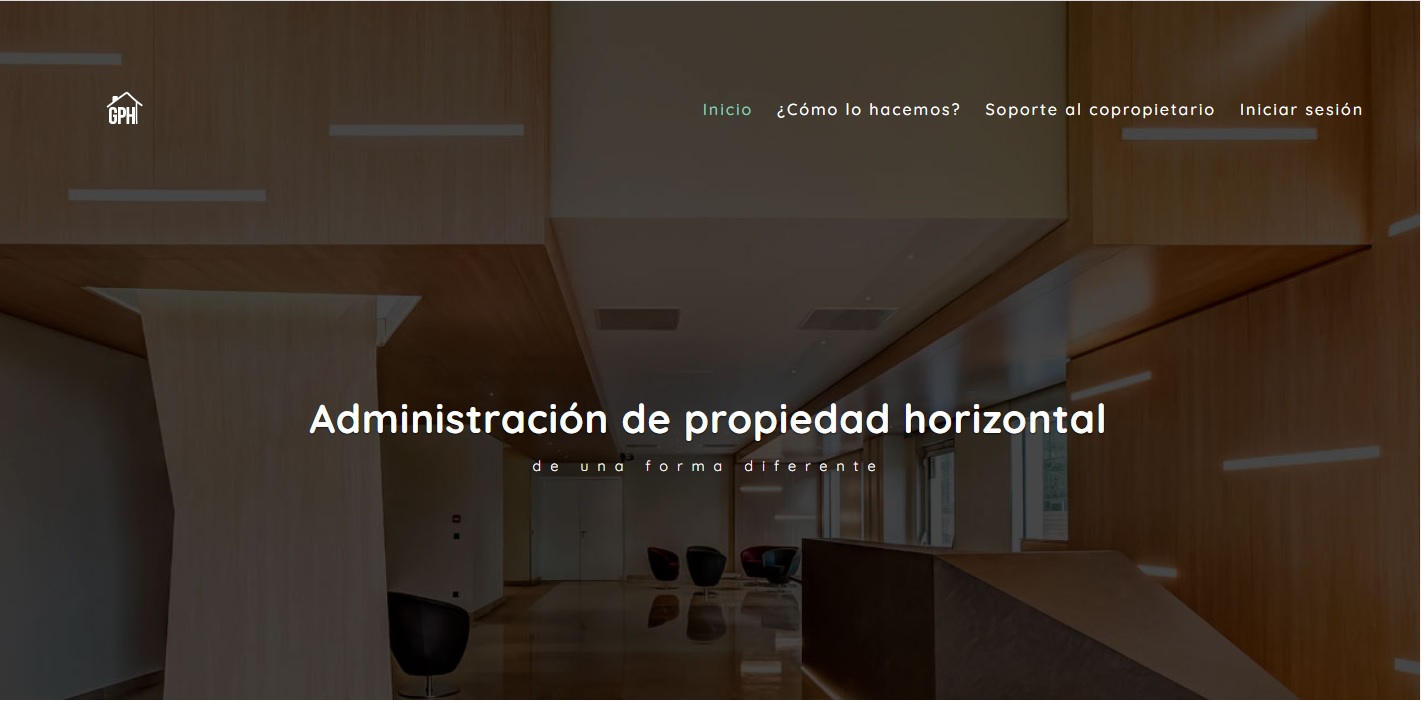 GPH
Inicio ¿Cómo lo hacemos? Soporte al copropietario Iniciar sesión
Administración de propiedad horizontal
de una forma diferente